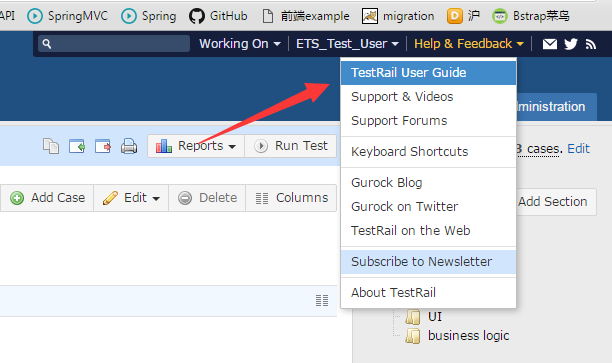 API SpringMVC Spring GitHub 前端example migration 沪 Bstrap菜鸟
Working On ETS_Test_User Help & Feedback
TestRail User Guide
Support & Videos
Support Forums
Keyboard Shortcuts
Gurock Blog
Gurock on Twitter
TestRail on the Web
Subscribe to Newsletter
About TestRail
dministration
Reports Run Test
3 cases. Edit
Add Case Edit Delete Columns
Add Section
UI
business logic